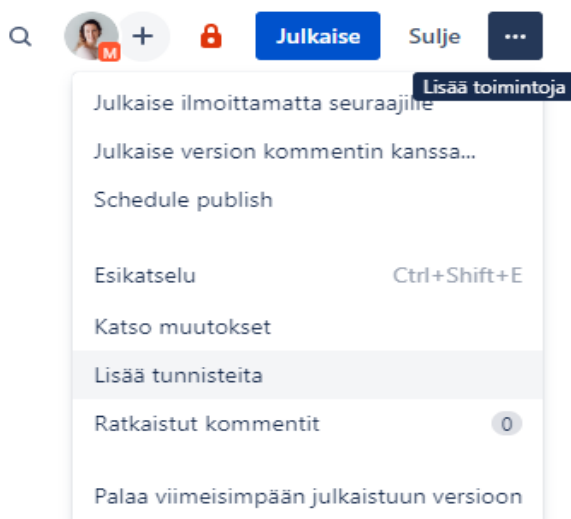 M
Julkaise
Sulje
Lisää toimintoja
Julkaise ilmoittamatta seuraajille
Julkaise version kommentin kanssa...
Schedule publish
Esikatselu Ctrl+Shift+E
Katso muutokset
Lisää tunnisteita
Ratkaistut kommentit 0
Palaa viimeisimpään julkaistuun versioon